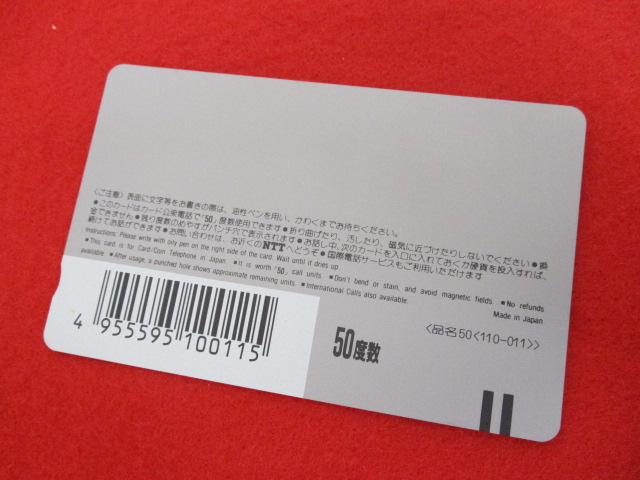 〈ご注意〉表面に文字等をお書きの際は、油性ペンを用い、かわくまでお待ちください。
●このカードはカード公衆電話で「50」度数使用できます●折り曲げたり、汚したり、磁気に近づけたりしないでください●換
金できません●残り度数のめやすがパンチ穴で表示されます●お話し中、次のカードを入口に入れておくか硬貨を投入すれば、
続けてお話ができます●お問い合わせは、お近くのNTTへどうぞ●国際電話サービスもご利用いただけます
Instructions: Please write with oily pen on the right side of the card. Wait until it dries up.
■This card is for Card/Coin Telephone in Japan. ■It is worth「50」call units. ■Don't bend or stain, and avoid magnetic fields. ■No refunds
available. ■After usage, a punched hole shows approximate remaining units. ■International Calls also available.
Made in Japan
4 955595 100115
50度数
〈品名50〈110-011〉〉